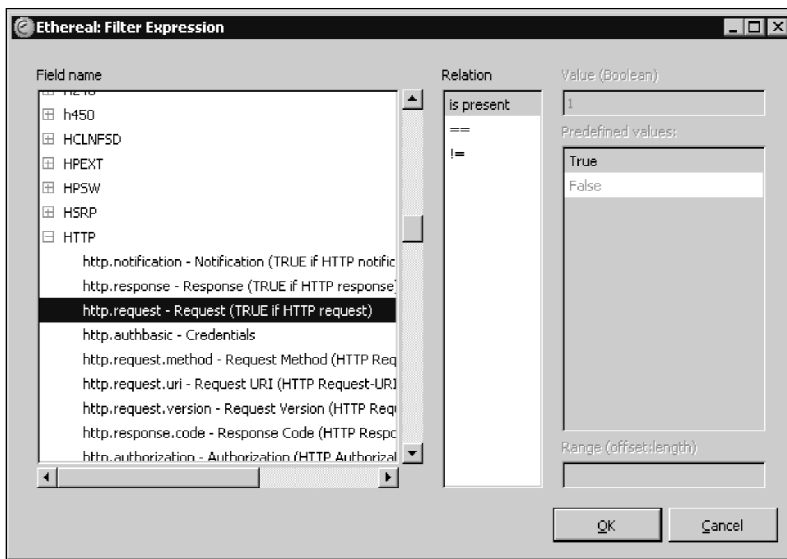 Ethereal: Filter Expression
Field name
h450
HCLNFSD
HPEXT
HPSW
HSRP
HTTP
http.notification - Notification (TRUE if HTTP notific
http.response - Response (TRUE if HTTP response)
http.request - Request (TRUE if HTTP request)
http.authbasic - Credentials
http.request.method - Request Method (HTTP Req
http.request.uri - Request URI (HTTP Request-URI
http.request.version - Request Version (HTTP Requ
http.response.code - Response Code (HTTP Respo
http.authorization - Authorization (HTTP Authorizat
Relation
is present
==
!=
Value (Boolean)
1
Predefined values:
True
False
Range (offset:length)
OK
Cancel